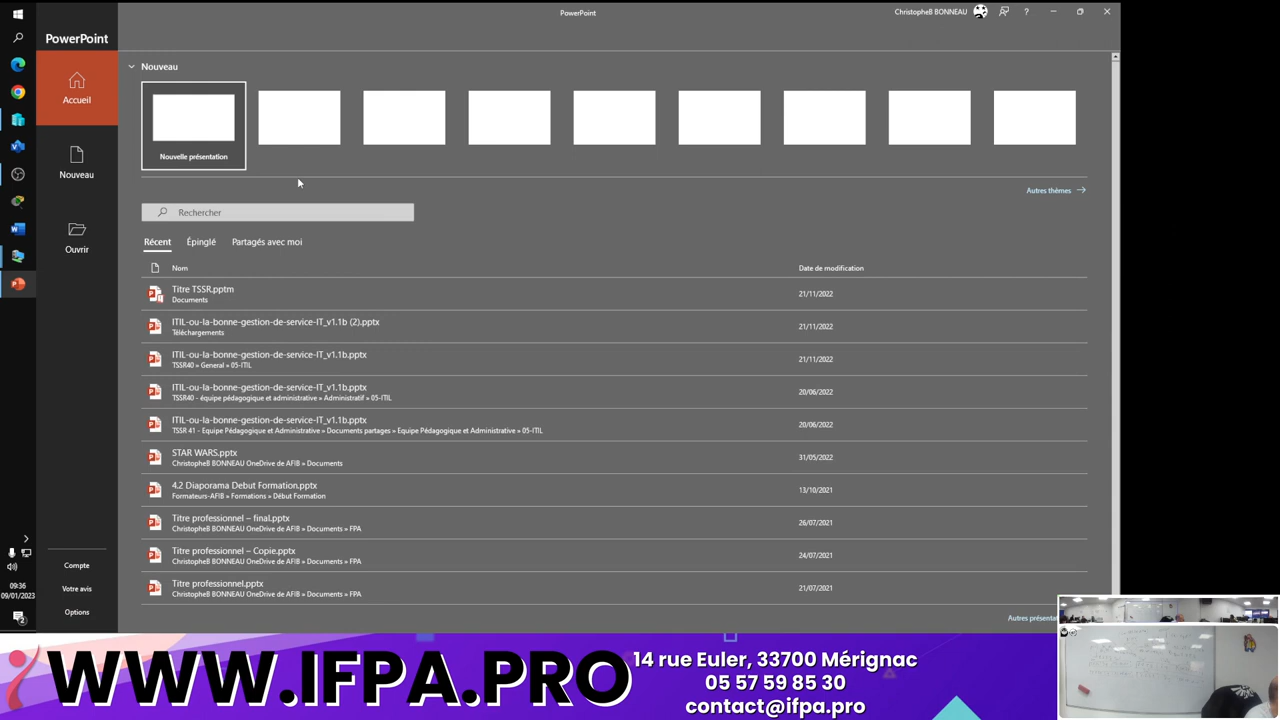 PowerPoint
ChristopheB BONNEAU
?
PowerPoint
Accueil
Nouveau
Ouvrir
Nouveau
Nouvelle présentation
Autres thèmes
Rechercher
Récent
Épinglé
Partagés avec moi
Nom
Date de modification
Titre TSSR.pptm
Documents
21/11/2022
ITIL-ou-la-bonne-gestion-de-service-IT_v1.1b (2).pptx
Téléchargements
21/11/2022
ITIL-ou-la-bonne-gestion-de-service-IT_v1.1b.pptx
TSSR40 » General » 05-ITIL
21/11/2022
ITIL-ou-la-bonne-gestion-de-service-IT_v1.1b.pptx
TSSR40 - équipe pédagogique et administrative » Administratif » 05-ITIL
20/06/2022
ITIL-ou-la-bonne-gestion-de-service-IT_v1.1b.pptx
TSSR 41 - Equipe Pédagogique et Administrative » Documents partages » Equipe Pédagogique et Administrative » 05-ITIL
20/06/2022
STAR WARS.pptx
ChristopheB BONNEAU OneDrive de AFIB » Documents
31/05/2022
4.2 Diaporama Debut Formation.pptx
Formateurs-AFIB » Formations » Début Formation
13/10/2021
Titre professionnel – final.pptx
ChristopheB BONNEAU OneDrive de AFIB » Documents » FPA
26/07/2021
Titre professionnel – Copie.pptx
ChristopheB BONNEAU OneDrive de AFIB » Documents » FPA
24/07/2021
Titre professionnel.pptx
ChristopheB BONNEAU OneDrive de AFIB » Documents » FPA
21/07/2021
Autres présenta
Compte
Votre avis
Options
09:36
09/01/2023
2
WWW.IFPA.PRO
14 rue Euler, 33700 Mérignac
05 57 59 85 30
contact@ifpa.pro